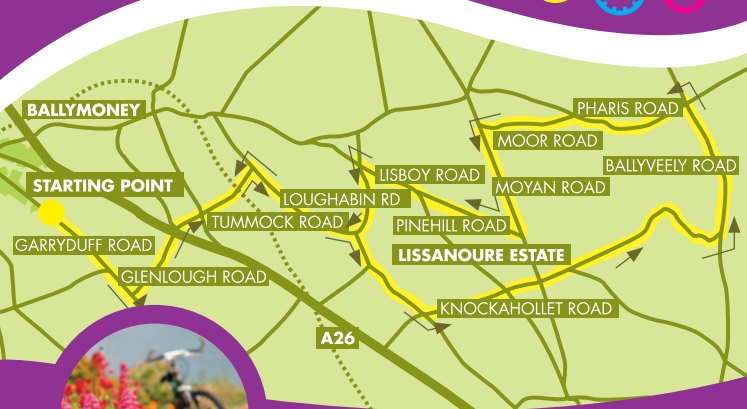 BALLYMONEY
PHARIS ROAD
MOOR ROAD
BALLYVEELY ROAD
LISBOY ROAD
STARTING POINT
MOYAN ROAD
LOUGHABIN RD
TUMMOCK ROAD
PINEHILL ROAD
GARRYDUFF ROAD
LISSANOURE ESTATE
GLENLOUGH ROAD
KNOCKAHOLLET ROAD
A26